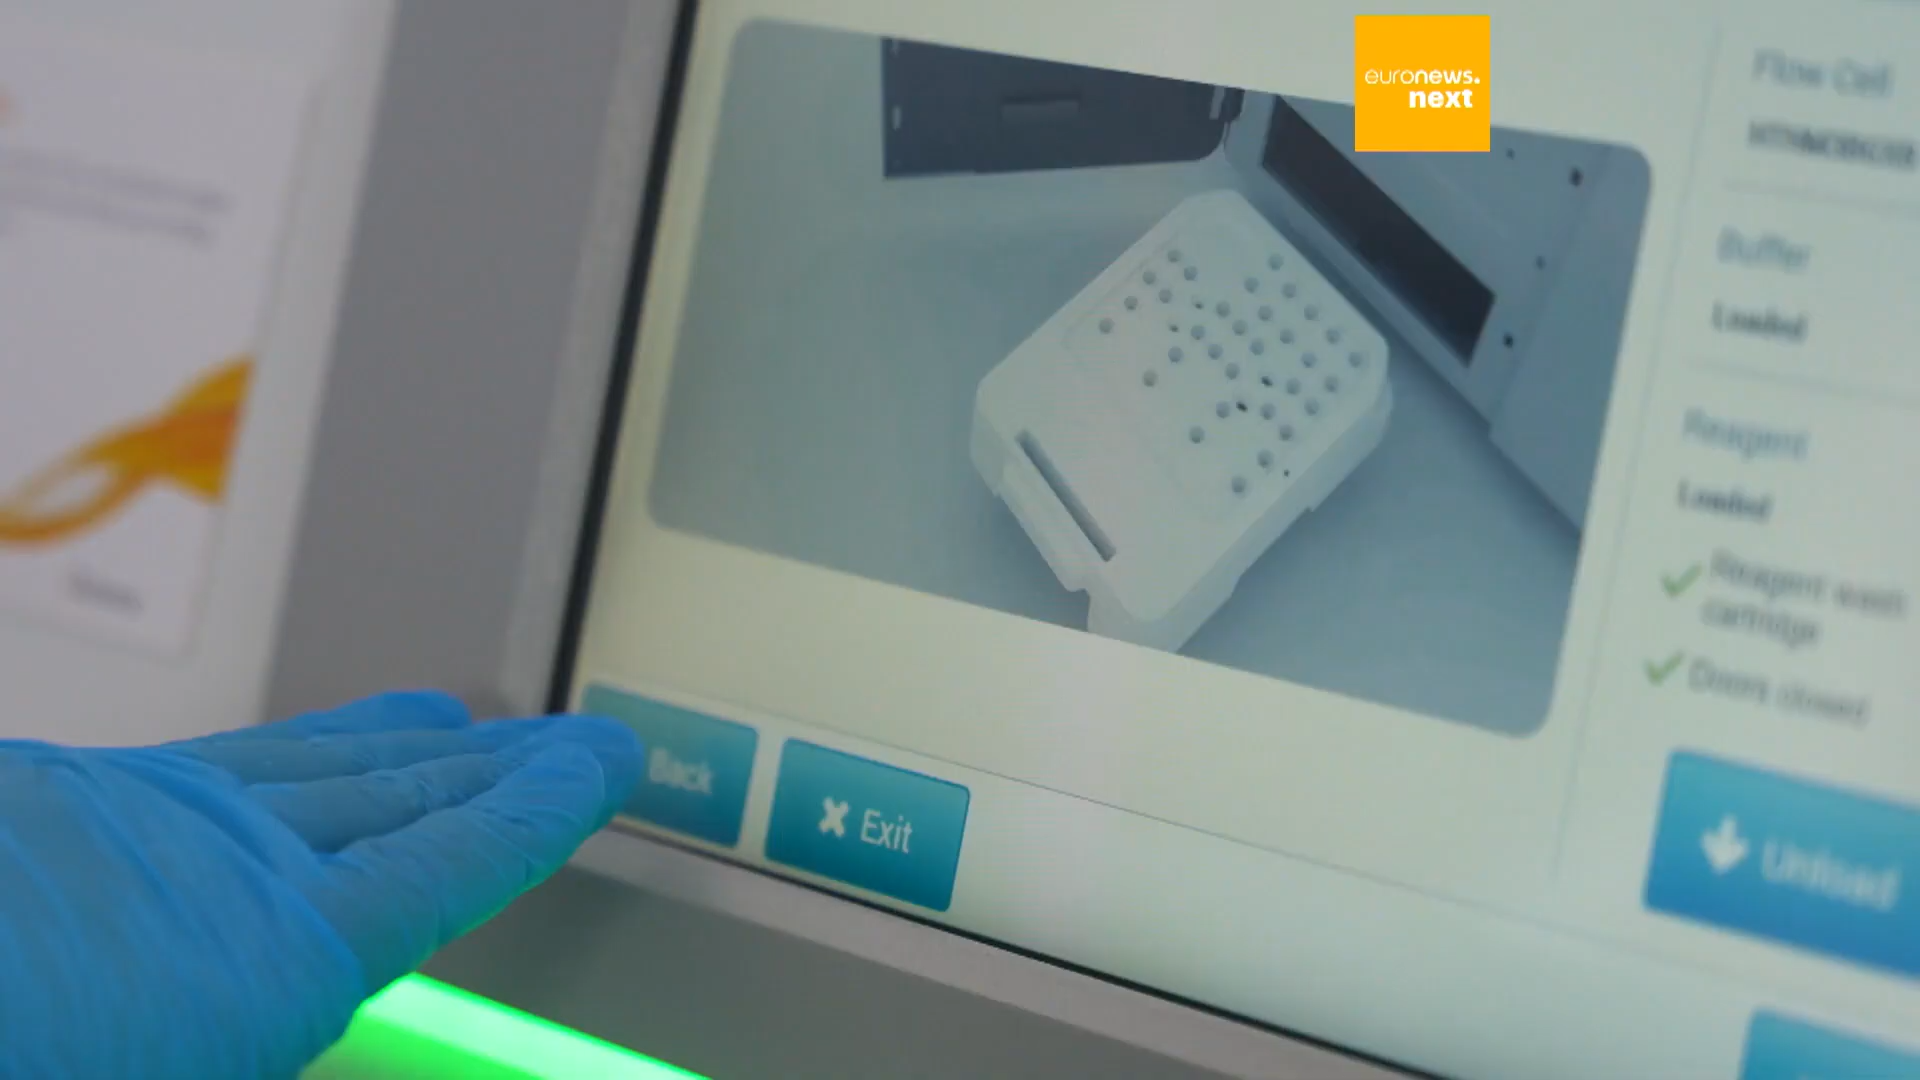 euronews.
next
Flow Cell
Buffer
Loaded
Reagent
Loaded
Reagent wash
cartridge
Doors closed
Back
Exit
Unload